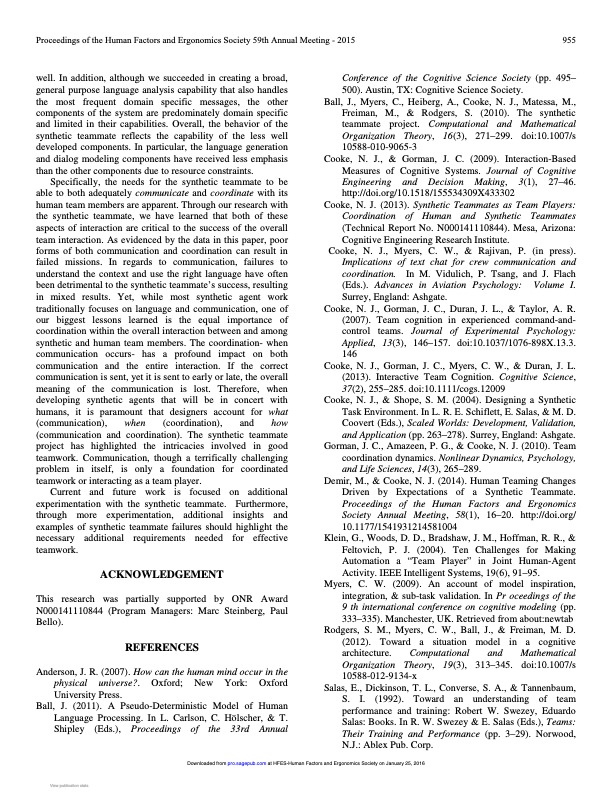 Proceedings of the Human Factors and Ergonomics Society 59th Annual Meeting - 2015
955
well. In addition, although we succeeded in creating a broad,
general purpose language analysis capability that also handles
the most frequent domain specific messages, the other
components of the system are predominately domain specific
and limited in their capabilities. Overall, the behavior of the
synthetic teammate reflects the capability of the less well
developed components. In particular, the language generation
and dialog modeling components have received less emphasis
than the other components due to resource constraints.
Specifically, the needs for the synthetic teammate to be
able to both adequately communicate and coordinate with its
human team members are apparent. Through our research with
the synthetic teammate, we have learned that both of these
aspects of interaction are critical to the success of the overall
team interaction. As evidenced by the data in this paper, poor
forms of both communication and coordination can result in
failed missions. In regards to communication, failures to
understand the context and use the right language have often
been detrimental to the synthetic teammate's success, resulting
in mixed results. Yet, while most synthetic agent work
traditionally focuses on language and communication, one of
our biggest lessons learned is the equal importance of
coordination within the overall interaction between and among
synthetic and human team members. The coordination- when
communication occurs- has a profound impact on both
communication and the entire interaction. If the correct
communication is sent, yet it is sent to early or late, the overall
meaning of the communication is lost. Therefore, when
developing synthetic agents that will be in concert with
humans, it is paramount that designers account for what
(communication), when (coordination), and how
(communication and coordination). The synthetic teammate
project has highlighted the intricacies involved in good
teamwork. Communication, though a terrifically challenging
problem in itself, is only a foundation for coordinated
teamwork or interacting as a team player.
Current and future work is focused on additional
experimentation with the synthetic teammate. Furthermore,
through more experimentation, additional insights and
examples of synthetic teammate failures should highlight the
necessary additional requirements needed for effective
teamwork.
ACKNOWLEDGEMENT
This research was partially supported by ONR Award
N000141110844 (Program Managers: Marc Steinberg, Paul
Bello).
REFERENCES
Anderson, J. R. (2007). How can the human mind occur in the
physical universe?. Oxford; New York: Oxford
University Press.
Ball, J. (2011). A Pseudo-Deterministic Model of Human
Language Processing. In L. Carlson, C. Hölscher, & T.
Shipley (Eds.), Proceedings of the 33rd Annual
Conference of the Cognitive Science Society (pp. 495–
500). Austin, TX: Cognitive Science Society.
Ball, J., Myers, C., Heiberg, A., Cooke, N. J., Matessa, M.,
Freiman, M., & Rodgers, S. (2010). The synthetic
teammate project. Computational and Mathematical
Organization Theory, 16(3), 271–299. doi:10.1007/s
10588-010-9065-3
Cooke, N. J., & Gorman, J. C. (2009). Interaction-Based
Measures of Cognitive Systems. Journal of Cognitive
Engineering and Decision Making, 3(1), 27–46.
http://doi.org/10.1518/155534309X433302
Cooke, N. J. (2013). Synthetic Teammates as Team Players:
Coordination of Human and Synthetic Teammates
(Technical Report No. N000141110844). Mesa, Arizona:
Cognitive Engineering Research Institute.
Cooke, N. J., Myers, C. W., & Rajivan, P. (in press).
Implications of text chat for crew communication and
coordination. In M. Vidulich, P. Tsang, and J. Flach
(Eds.). Advances in Aviation Psychology: Volume I.
Surrey, England: Ashgate.
Cooke, N. J., Gorman, J. C., Duran, J. L., & Taylor, A. R.
(2007). Team cognition in experienced command-and-
control teams. Journal of Experimental Psychology:
Applied, 13(3), 146–157. doi:10.1037/1076-898X.13.3.
146
Cooke, N. J., Gorman, J. C., Myers, C. W., & Duran, J. L.
(2013). Interactive Team Cognition. Cognitive Science,
37(2), 255–285. doi:10.1111/cogs.12009
Cooke, N. J., & Shope, S. M. (2004). Designing a Synthetic
Task Environment. In L. R. E. Schiflett, E. Salas, & M. D.
Coovert (Eds.), Scaled Worlds: Development, Validation,
and Application (pp. 263–278). Surrey, England: Ashgate.
Gorman, J. C., Amazeen, P. G., & Cooke, N. J. (2010). Team
coordination dynamics. Nonlinear Dynamics, Psychology,
and Life Sciences, 14(3), 265–289.
Demir, M., & Cooke, N. J. (2014). Human Teaming Changes
Driven by Expectations of a Synthetic Teammate.
Proceedings of the Human Factors and Ergonomics
Society Annual Meeting, 58(1), 16–20. http://doi.org/
10.1177/1541931214581004
Klein, G., Woods, D. D., Bradshaw, J. M., Hoffman, R. R., &
Feltovich, P. J. (2004). Ten Challenges for Making
Automation a “Team Player” in Joint Human-Agent
Activity. IEEE Intelligent Systems, 19(6), 91–95.
Myers, C. W. (2009). An account of model inspiration,
integration, & sub-task validation. In Pr oceedings of the
9 th international conference on cognitive modeling (pp.
333–335). Manchester, UK. Retrieved from about:newtab
Rodgers, S. M., Myers, C. W., Ball, J., & Freiman, M. D.
(2012). Toward a situation model in a cognitive
architecture. Computational and Mathematical
Organization Theory, 19(3), 313–345. doi:10.1007/s
10588-012-9134-x
Salas, E., Dickinson, T. L., Converse, S. A., & Tannenbaum,
S. I. (1992). Toward an understanding of team
performance and training: Robert W. Swezey, Eduardo
Salas: Books. In R. W. Swezey & E. Salas (Eds.), Teams:
Their Training and Performance (pp. 3–29). Norwood,
N.J.: Ablex Pub. Corp.
Downloaded from pro.sagepub.com at HFES-Human Factors and Ergonomics Society on January 25, 2016
View publication stats